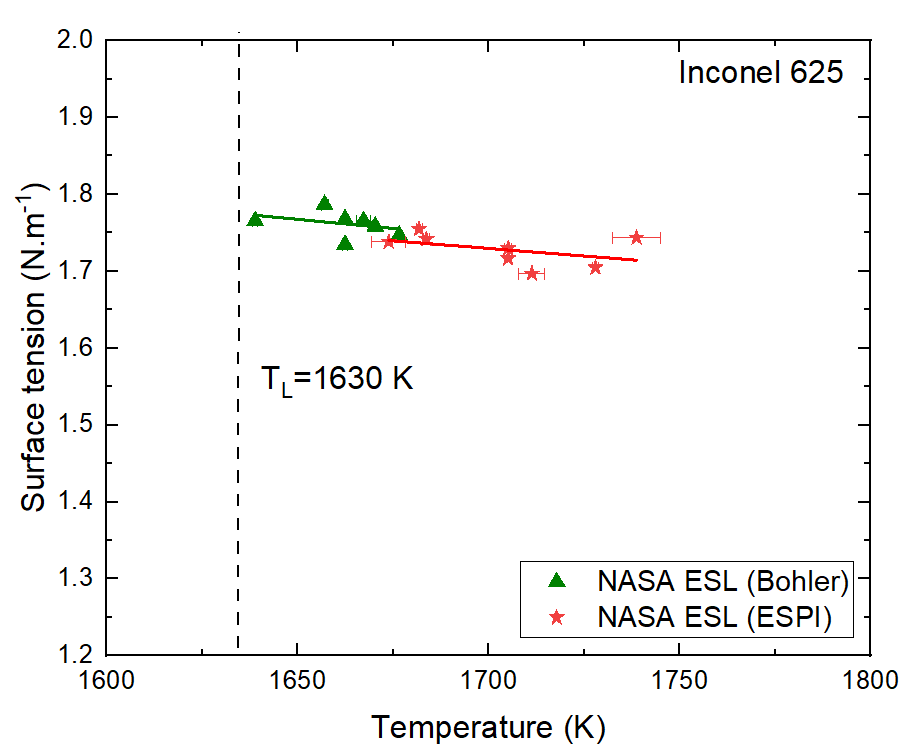 Inconel 625
2.0
1.9
1.8
1.7
1.6
1.5
1.4
1.3
1.2
Surface tension (N.m⁻¹)
T_L=1630 K
NASA ESL (Bohler)
NASA ESL (ESPI)
1600 1650 1700 1750 1800
Temperature (K)